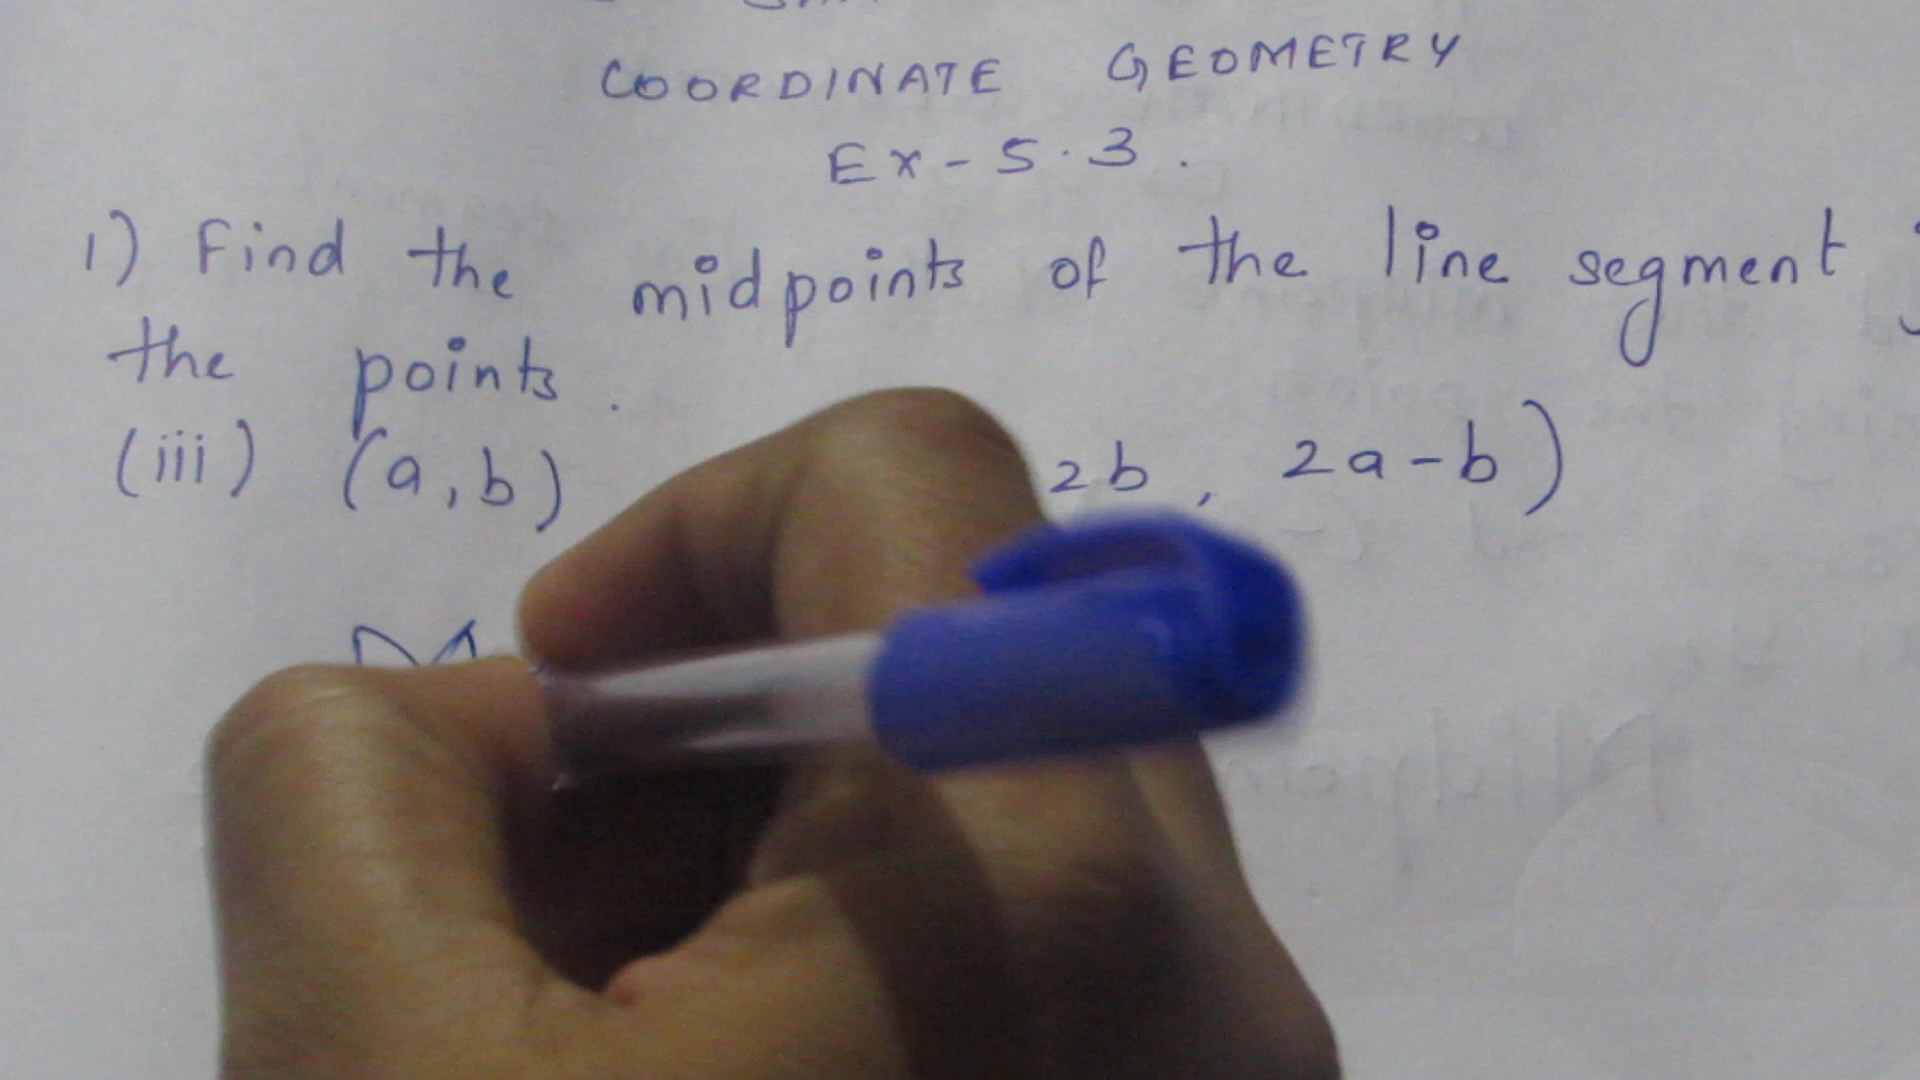 COORDINATE GEOMETRY
Ex-5.3.
1) Find the midpoints of the line segment
the points.
(iii) (a,b) 2b, 2a-b)